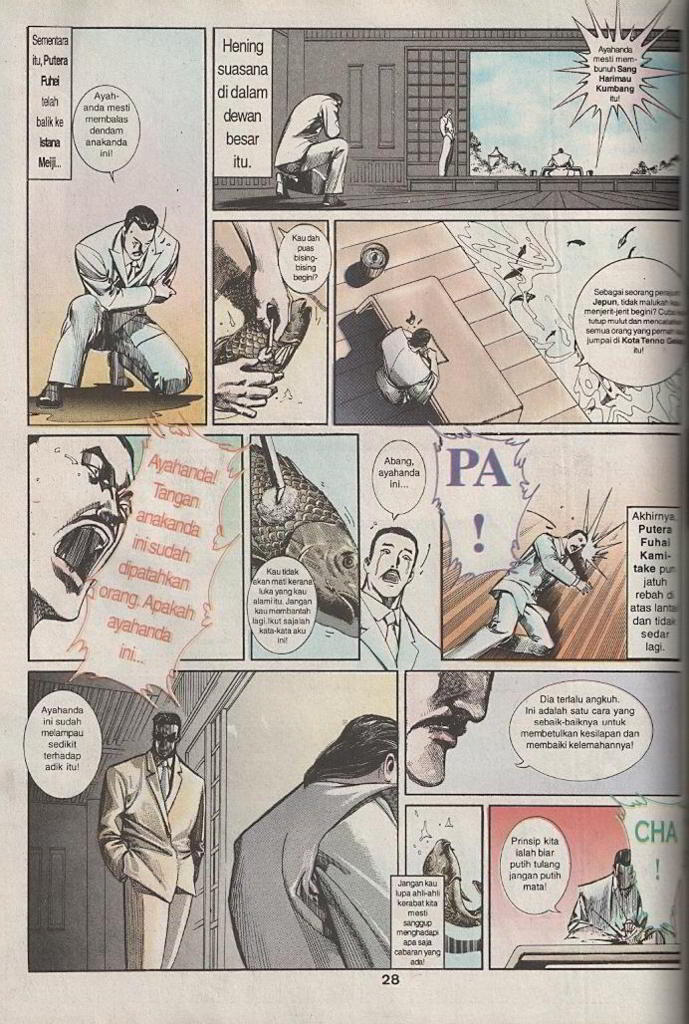 Sementara
itu, Putera
Fuhei
telah
balik ke
Istana
Meiji...
Ayah-
anda mesti
membalas
dendam
anakanda
ini!
Hening
suasana
di dalam
dewan
besar
itu.
Ayahanda
mesti mem-
bunuh Sang
Harimau
Kumbang
itu!
Kau dah
puas
bising-
bising
begini?
Sebagai seorang
Jepun, tidak malukah
menjerit-jerit begini?
tutup mulut dan
semua orang yang pernah
jumpai di Kota Tenno
itu!
Ayahanda!
Tangan
anakanda
ini sudah
dipatahkan
orang. Apakah
ayahanda
ini...
Kau tidak
akan mati kerana
luka yang kau
alami itu. Jangan
kau membantah
lagi.Ikut sajalah
kata-kata aku
ini!
Abang,
ayahanda
ini...
PA
!
Akhirnya,
Putera
Fuhai
Kami-
take pun
jatuh
rebah di
atas lantai
dan tidak
sedar
lagi.
Ayahanda
ini sudah
melampau
sedikit
terhadap
adik itu!
Dia terlalu angkuh.
Ini adalah satu cara yang
sebaik-baiknya untuk
membetulkan kesilapan dan
membaiki kelemahannya!
Jangan kau
lupa ahli-ahli
kerabat kita
mesti
sanggup
menghadapi
apa saja
cabaran yang
ada!
Prinsip kita
ialah biar
putih tulang
jangan putih
mata!
CHA
!
28